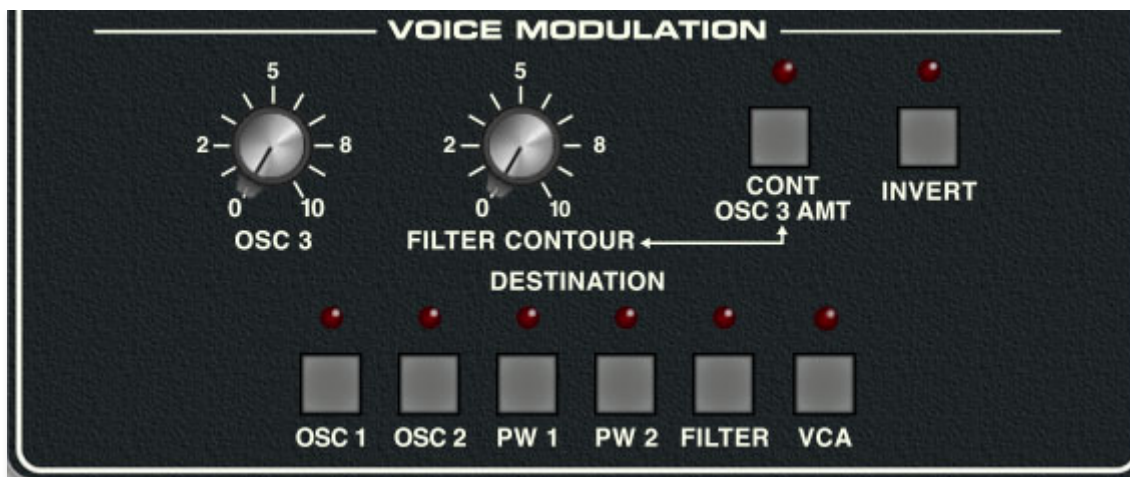 VOICE MODULATION
5 5
2 8 2 8
0 10 0 10
CONT
OSC 3 AMT
INVERT
OSC 3
FILTER CONTOUR
DESTINATION
OSC 1 OSC 2 PW 1 PW 2 FILTER VCA